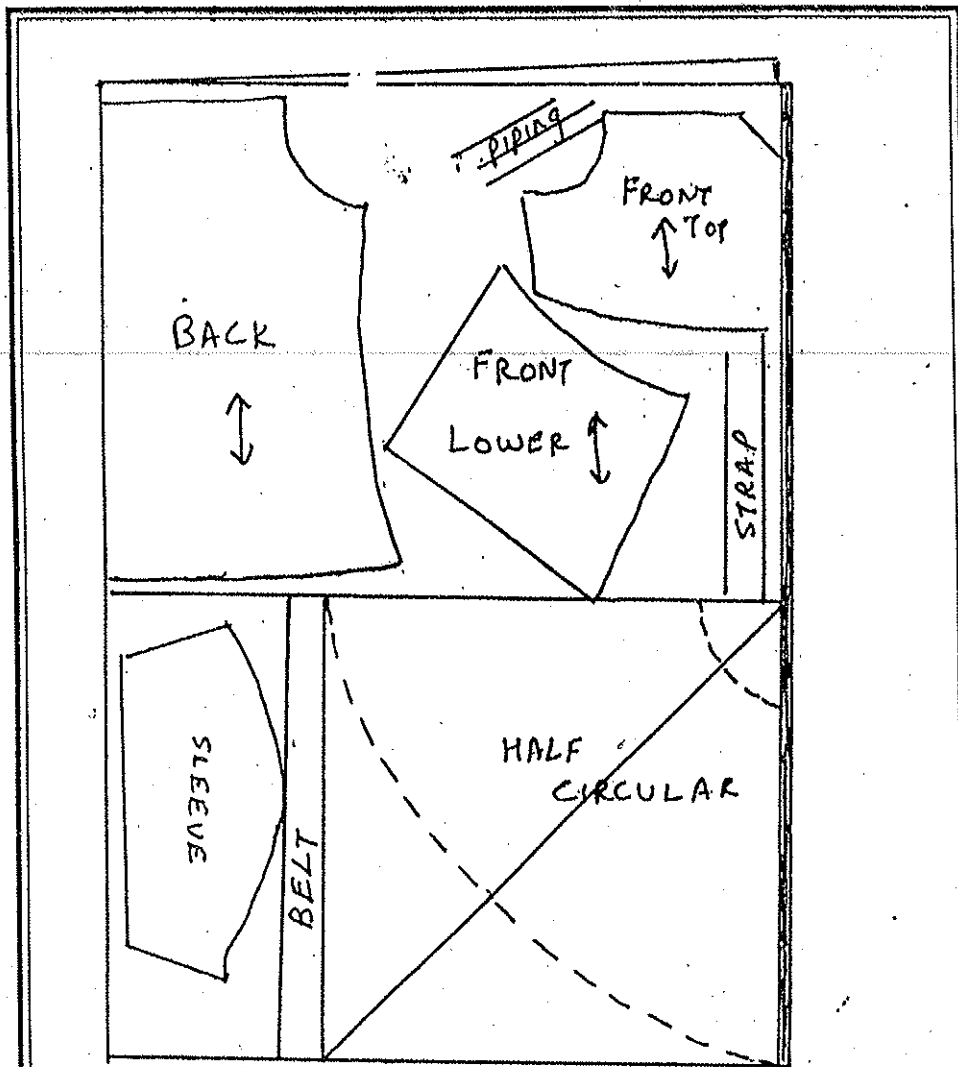 PIPING
FRONT
TOP
BACK
FRONT
LOWER
STRAP
SLEEVE
BELT
HALF
CIRCULAR